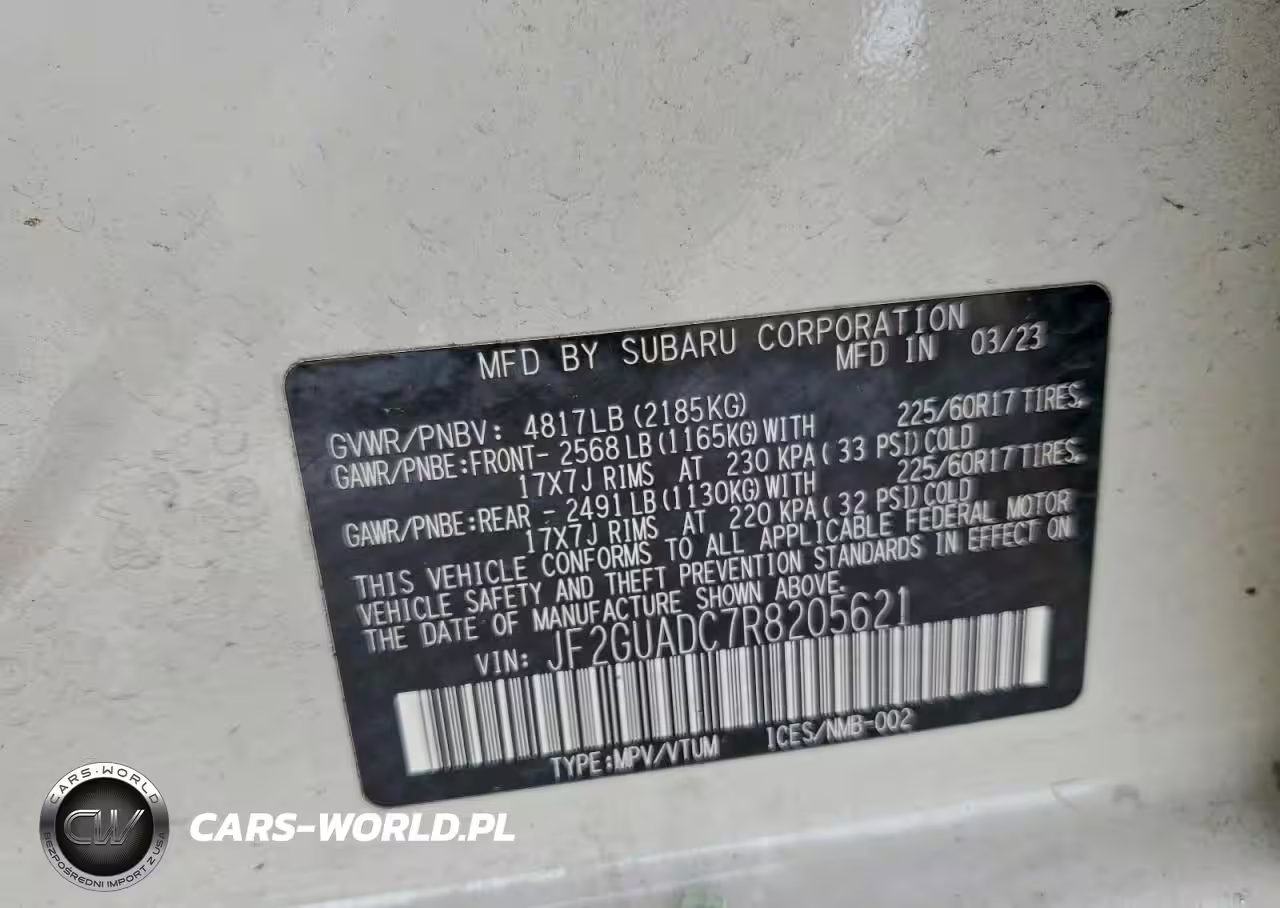 MFD BY SUBARU CORPORATION
MFD IN 03/23
GVWR/PNBV: 4817LB (2185KG)
GAWR/PNBE:FRONT- 2568 LB (1165KG) WITH 225/60R17 TIRES,
17X7J RIMS AT 230 KPA ( 33 PSI) COLD
GAWR/PNBE:REAR - 2491 LB (1130KG) WITH 225/60R17 TIRES,
17X7J RIMS AT 220 KPA ( 32 PSI) COLD
THIS VEHICLE CONFORMS TO ALL APPLICABLE FEDERAL MOTOR
VEHICLE SAFETY AND THEFT PREVENTION STANDARDS IN EFFECT ON
THE DATE OF MANUFACTURE SHOWN ABOVE.
VIN: JF2GUADC7R8205621
TYPE:MPV/VTUM ICES/NMB-002
CARS-WORLD
CW
BEZPOŚREDNI IMPORT Z USA
CARS-WORLD.PL